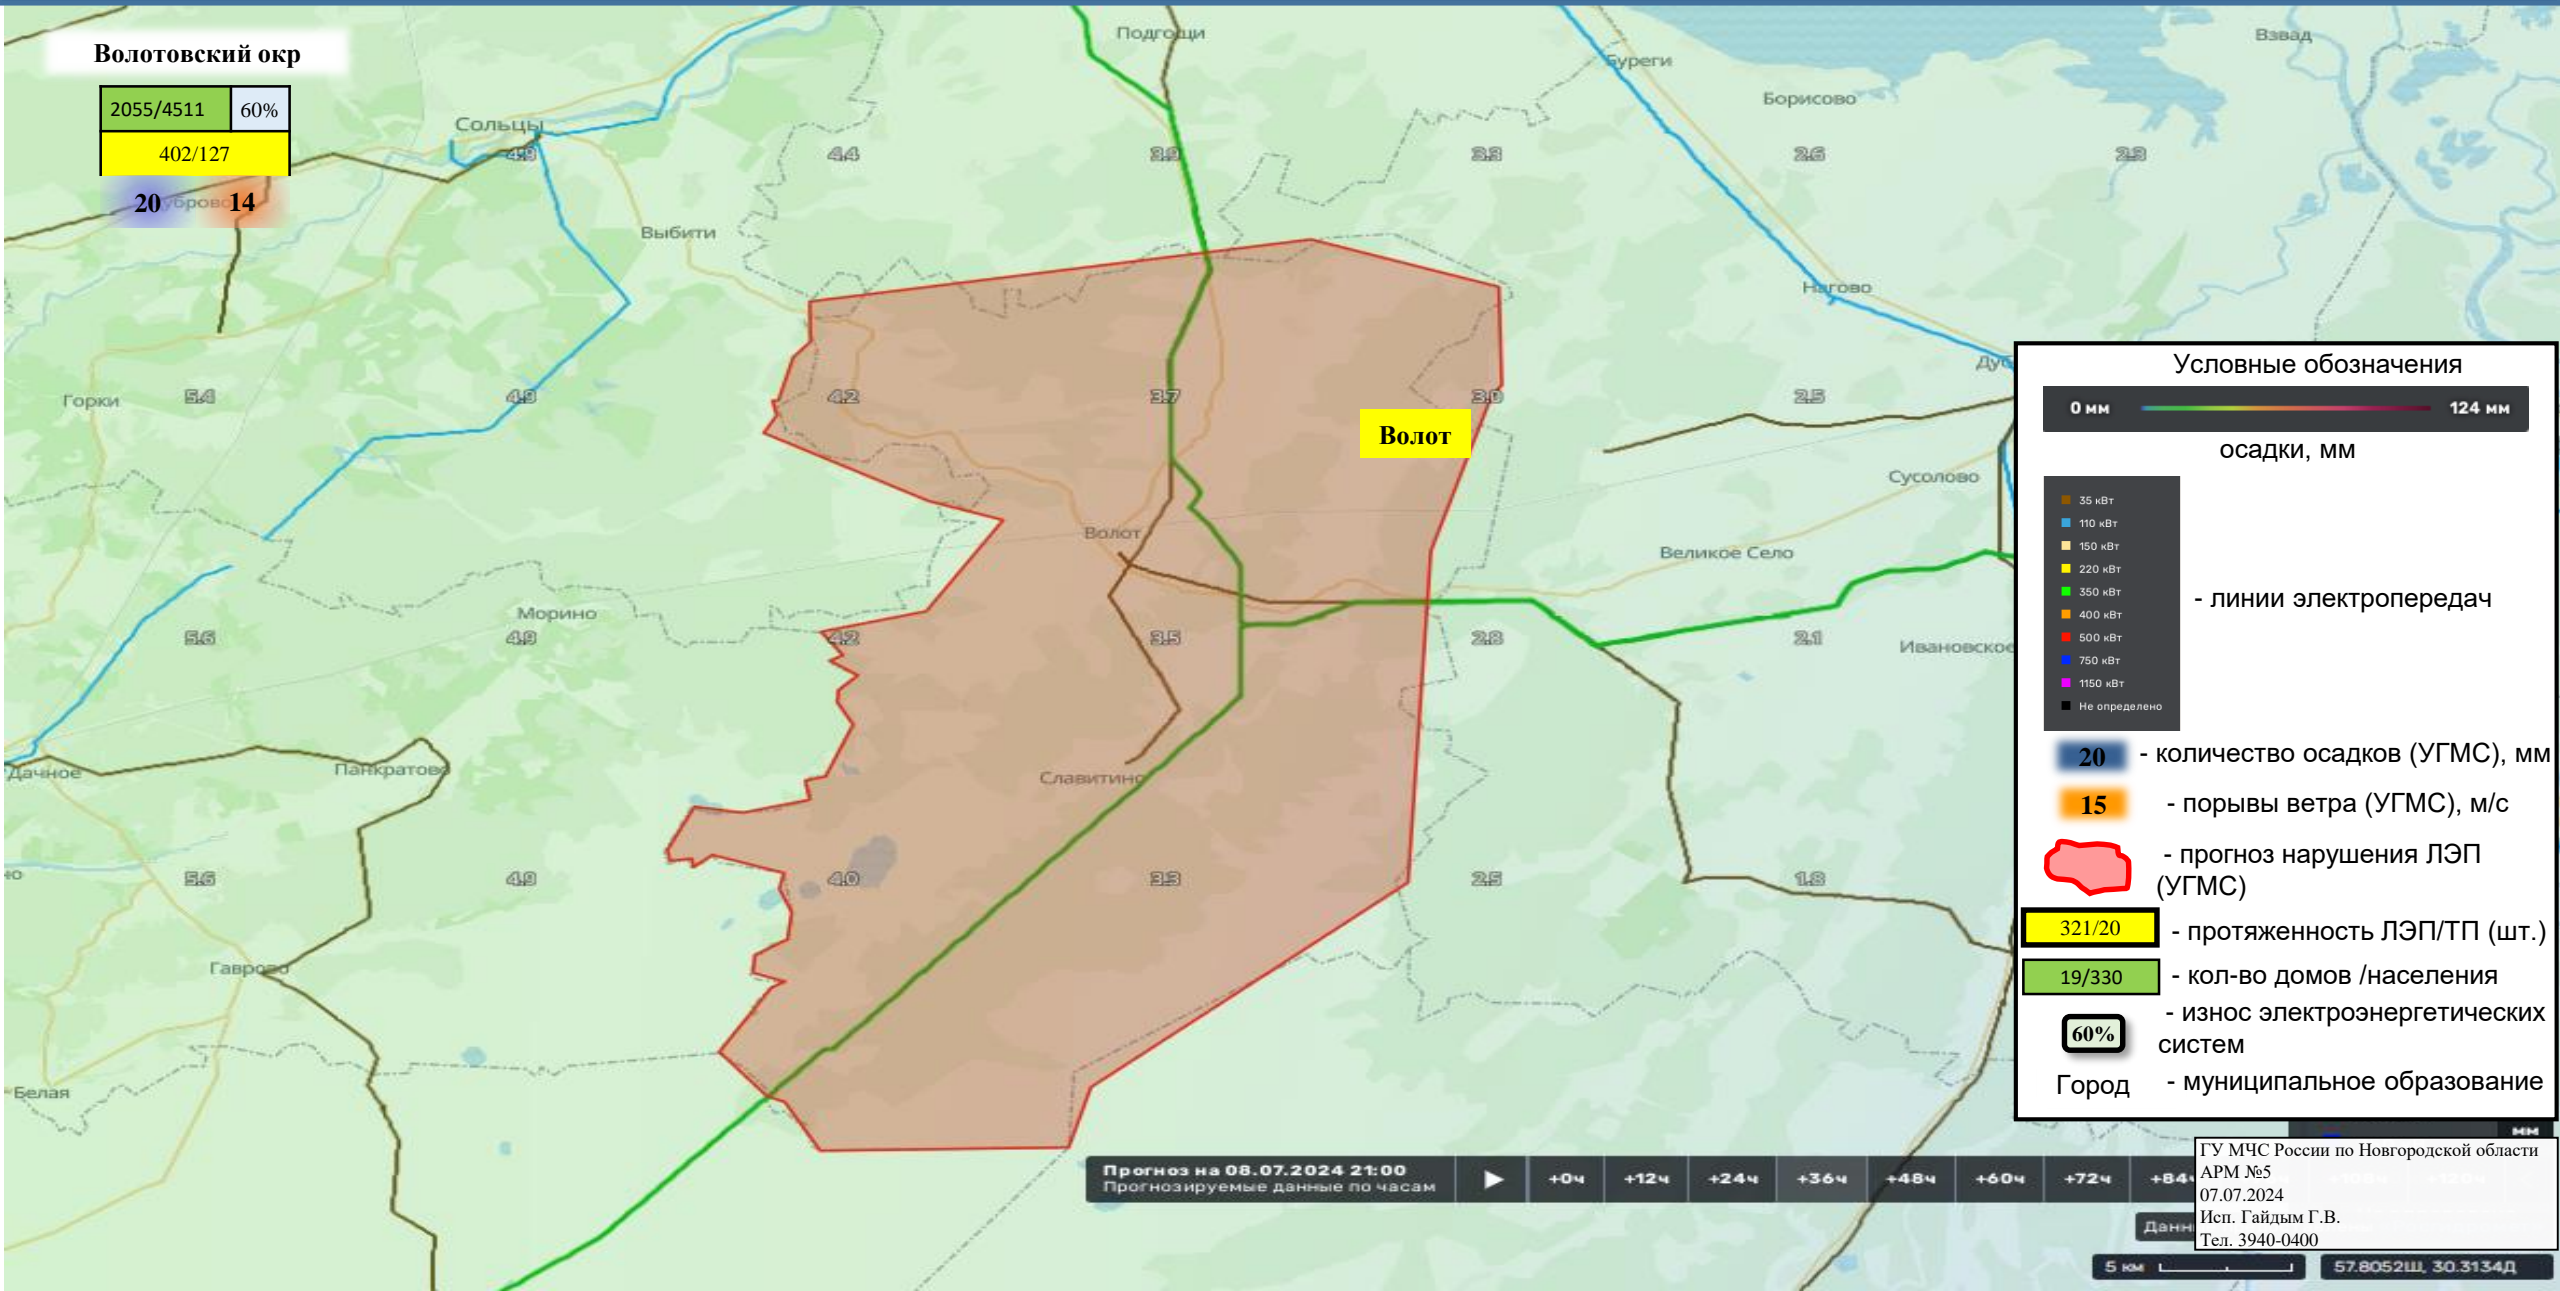 Волотовский окр
2055/4511 60%
402/127
20 14
Подгощи
Буреги
Взвад
Борисово
Сольцы
4.9 4.4 3.9 3.3 2.6 2.3
Выбити
Нагово
Горки
5.4 4.9 4.2 3.7 3.0 2.5
Волот
Сусолово
Волот
Великое Село
Морино
5.6 4.9 4.2 3.5 2.8 2.1
Ивановское
Дачное
Панкратово
Славитино
5.6 4.9 4.0 3.3 2.5 1.8
Гаврово
Белая
Условные обозначения
0 мм 124 мм
осадки, мм
35 кВт
110 кВт
150 кВт
220 кВт
350 кВт
400 кВт
500 кВт
750 кВт
1150 кВт
Не определено
- линии электропередач
20 - количество осадков (УГМС), мм
15 - порывы ветра (УГМС), м/с
- прогноз нарушения ЛЭП
(УГМС)
321/20 - протяженность ЛЭП/ТП (шт.)
19/330 - кол-во домов /населения
60% - износ электроэнергетических
систем
Город - муниципальное образование
мм
Прогноз на 08.07.2024 21:00
Прогнозируемые данные по часам
+0ч +12ч +24ч +36ч +48ч +60ч +72ч +84ч
ГУ МЧС России по Новгородской области
АРМ №5
07.07.2024
Исп. Гайдым Г.В.
Тел. 3940-0400
5 км
57.8052Ш, 30.3134Д